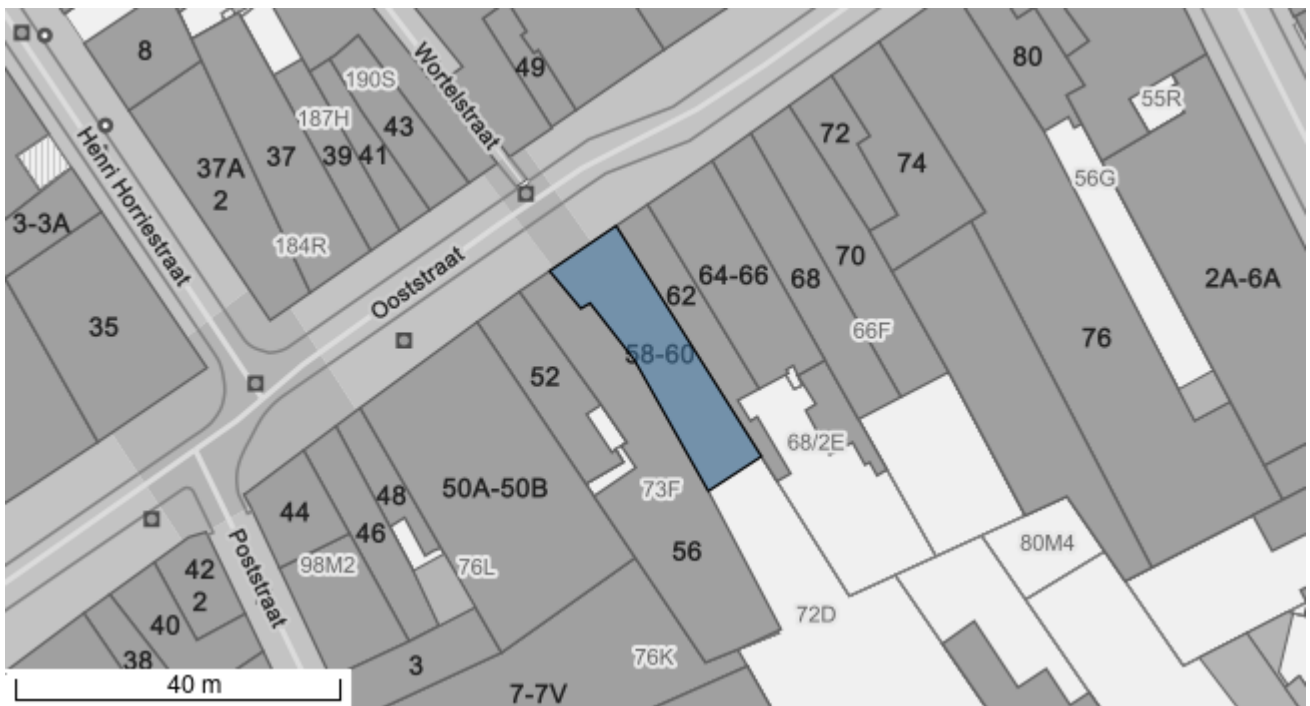 8
190S
49
80
Wortelstraat
187H
43
72
55R
Henri Horriestraat
37A
2
37
39
41
74
56G
3-3A
184R
Ooststraat
62
64-66
68
70
2A-6A
35
66F
58-60
76
52
68/2E
73F
50A-50B
48
44
46
98M2
76L
56
80M4
Poststraat
42
2
40
72D
38
3
76K
7-7V
40 m